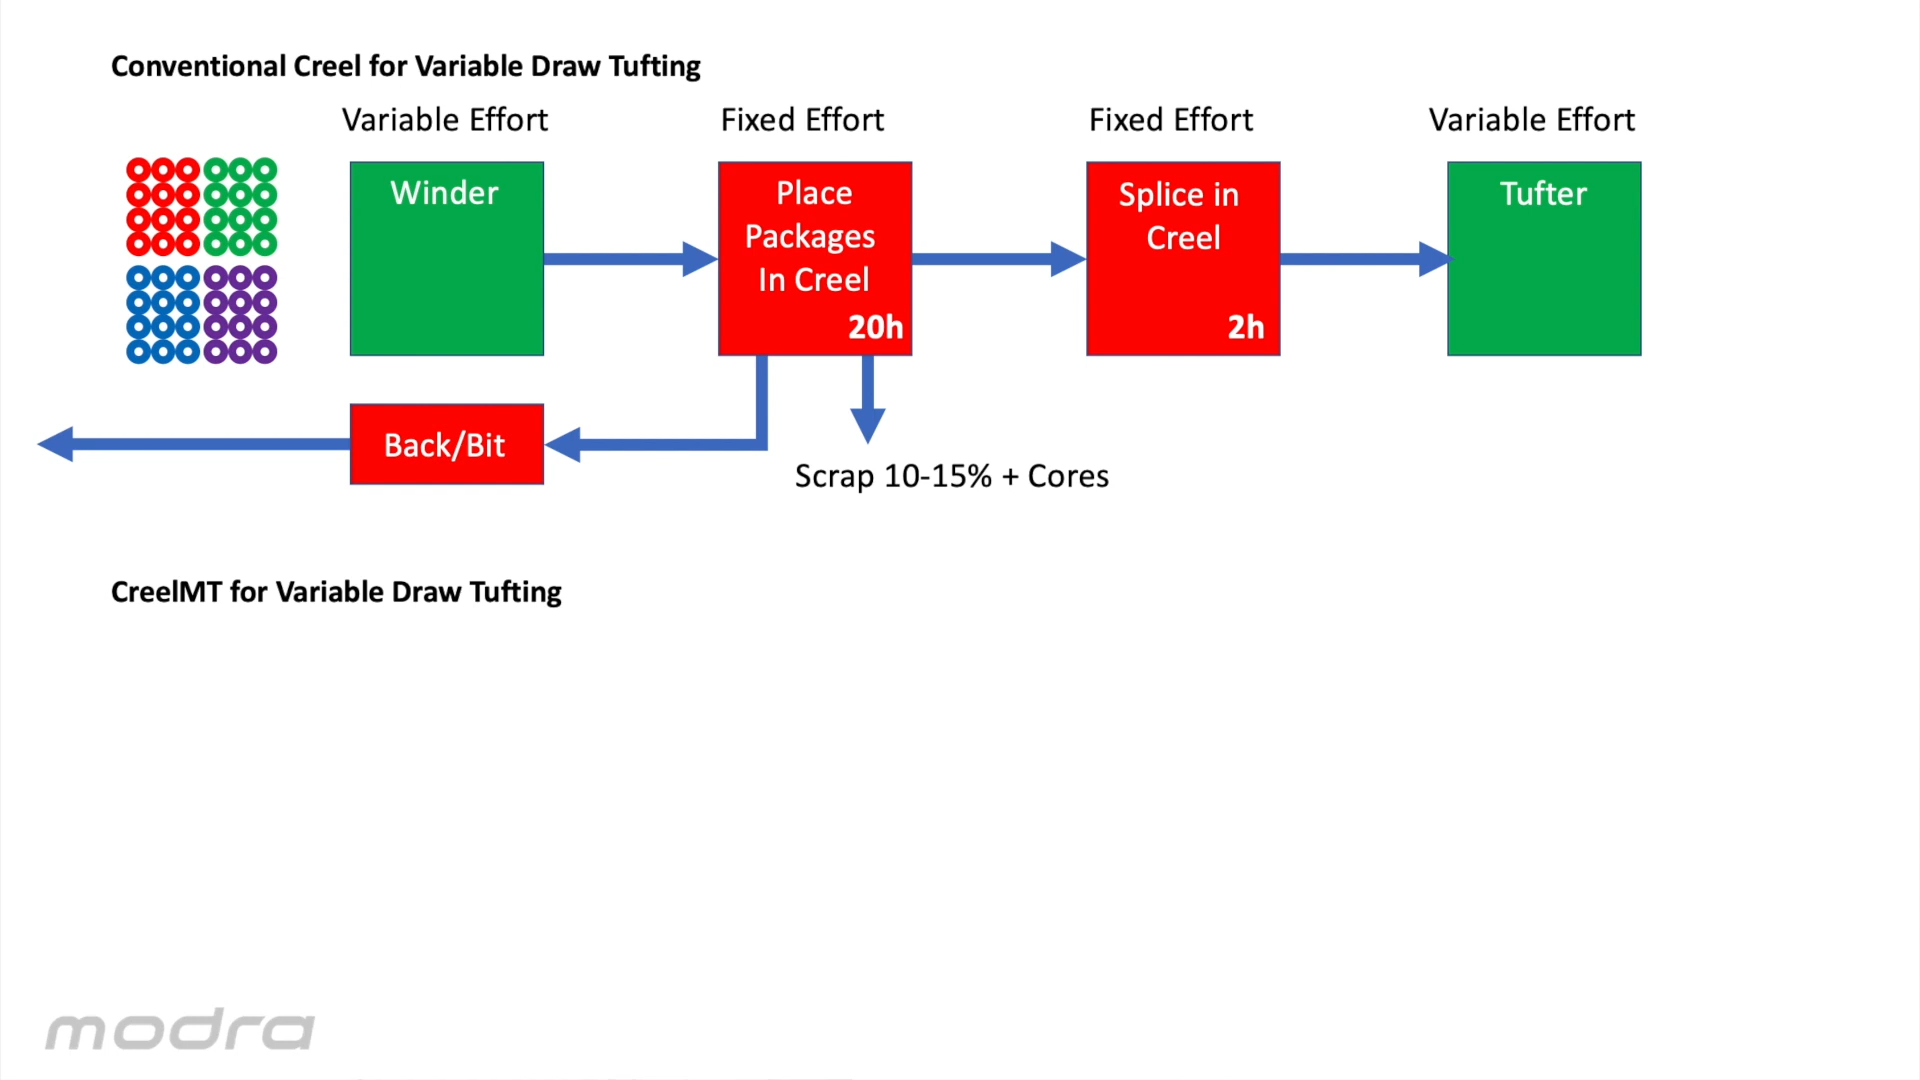 Conventional Creel for Variable Draw Tufting
Variable Effort
Fixed Effort
Fixed Effort
Variable Effort
Winder
Place
Packages
In Creel
20h
Splice in
Creel
2h
Tufter
Back/Bit
Scrap 10-15% + Cores
CreelMT for Variable Draw Tufting
modra